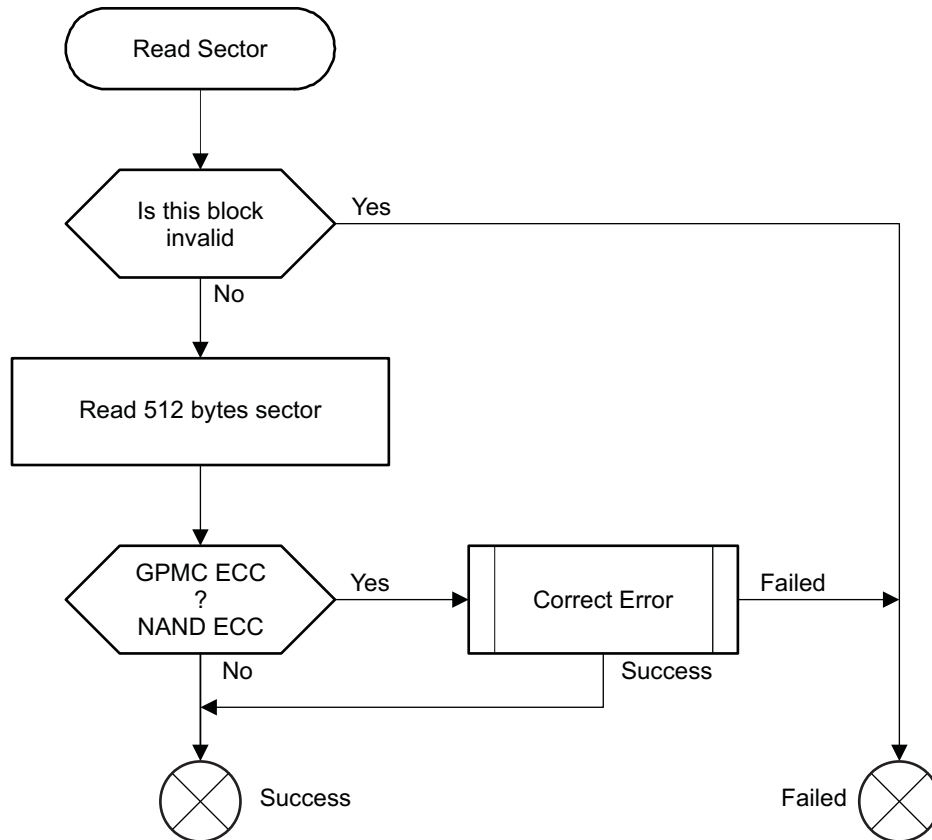 Read Sector
Is this block
invalid
Yes
No
Read 512 bytes sector
GPMC ECC
?
NAND ECC
Yes
Correct Error
Failed
No
Success
Success
Failed